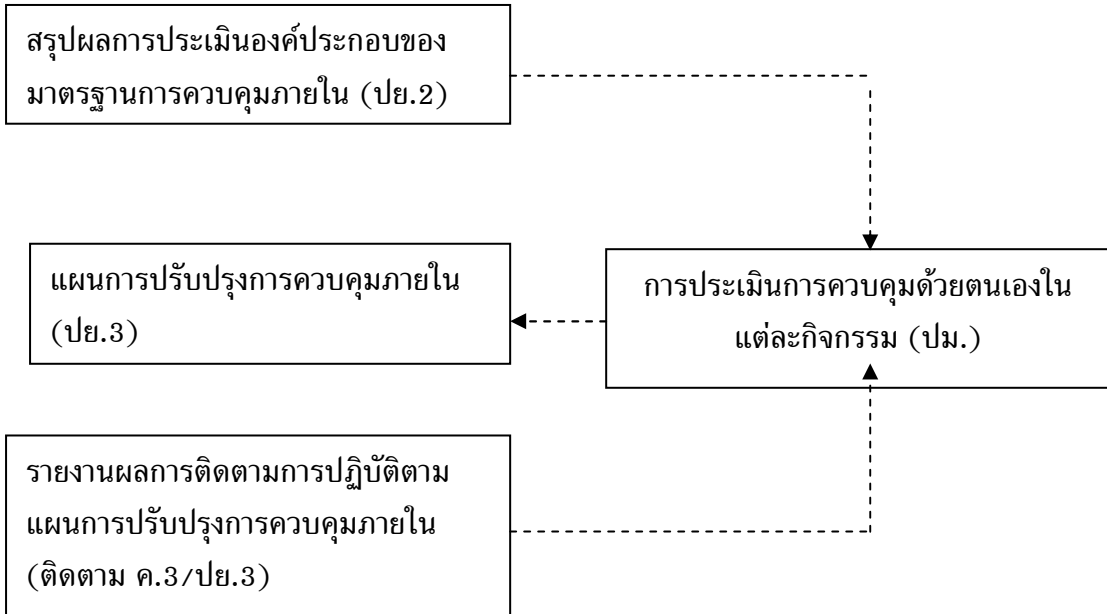 สรุปผลการประเมินองค์ประกอบของ
มาตรฐานการควบคุมภายใน (ปย.2)
แผนการปรับปรุงการควบคุมภายใน
(ปย.3)
การประเมินการควบคุมด้วยตนเองใน
แต่ละกิจกรรม (ปม.)
รายงานผลการติดตามการปฏิบัติตาม
แผนการปรับปรุงการควบคุมภายใน
(ติดตาม ค.3/ปย.3)